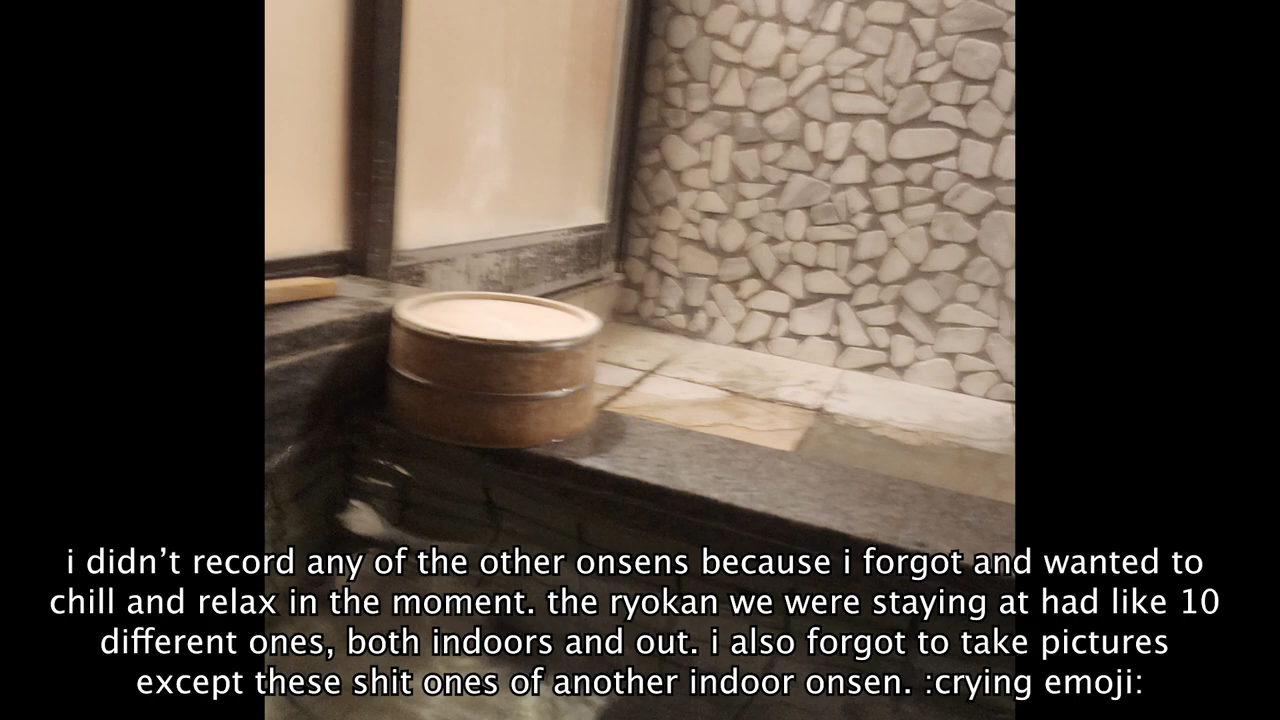 i didn’t record any of the other onsens because i forgot and wanted to
chill and relax in the moment. the ryokan we were staying at had like 10
different ones, both indoors and out. i also forgot to take pictures
except these shit ones of another indoor onsen. :crying emoji: